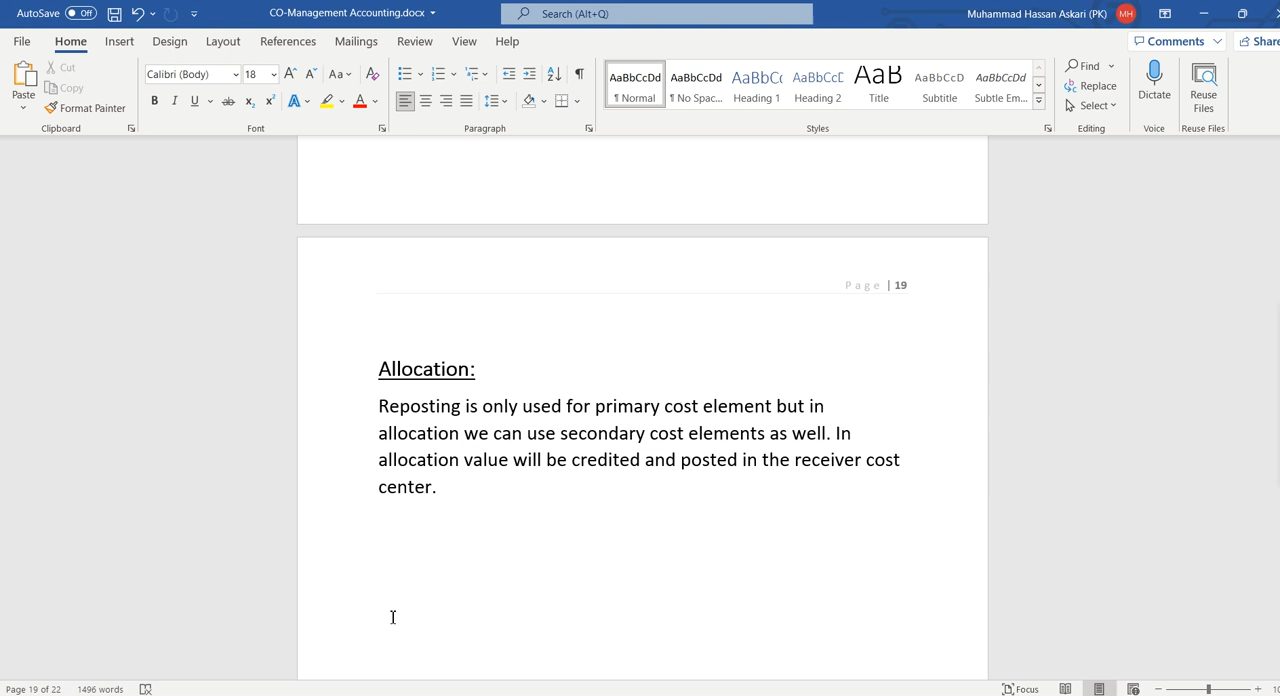 AutoSave Off CO-Management Accounting.docx Search (Alt+Q) Muhammad Hassan Askari (PK) MH
File Home Insert Design Layout References Mailings Review View Help Comments Share
Paste Cut Copy Format Painter
Calibri (Body) 18
AaBbCcDd AaBbCcDd AaBbC AaBbCcD AaB AaBbCcD AaBbCcDd
¶ Normal ¶ No Spac... Heading 1 Heading 2 Title Subtitle Subtle Em...
Find Replace Select Dictate Reuse Files
Clipboard Font Paragraph Styles Editing Voice Reuse Files
Page | 19
Allocation:
Reposting is only used for primary cost element but in
allocation we can use secondary cost elements as well. In
allocation value will be credited and posted in the receiver cost
center.
Page 19 of 22 1496 words Focus 10